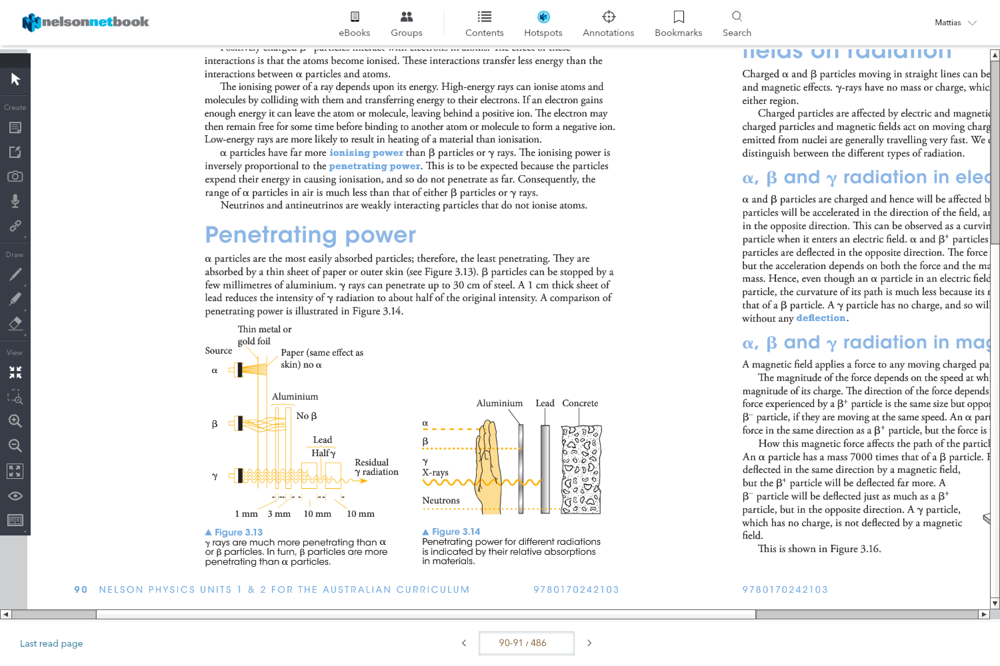 nelsonnetbook
eBooks
Groups
Contents
Hotspots
Annotations
Bookmarks
Search
Mattias
Create
Draw
View
Positively charged β⁺ particles interact with electrons in atoms. The effect of these
interactions is that the atoms become ionised. These interactions transfer less energy than the
interactions between α particles and atoms.
The ionising power of a ray depends upon its energy. High-energy rays can ionise atoms and
molecules by colliding with them and transferring energy to their electrons. If an electron gains
enough energy it can leave the atom or molecule, leaving behind a positive ion. The electron may
then remain free for some time before binding to another atom or molecule to form a negative ion.
Low-energy rays are more likely to result in heating of a material than ionisation.
α particles have far more ionising power than β particles or γ rays. The ionising power is
inversely proportional to the penetrating power. This is to be expected because the particles
expend their energy in causing ionisation, and so do not penetrate as far. Consequently, the
range of α particles in air is much less than that of either β particles or γ rays.
Neutrinos and antineutrinos are weakly interacting particles that do not ionise atoms.
Penetrating power
α particles are the most easily absorbed particles; therefore, the least penetrating. They are
absorbed by a thin sheet of paper or outer skin (see Figure 3.13). β particles can be stopped by a
few millimetres of aluminium. γ rays can penetrate up to 30 cm of steel. A 1 cm thick sheet of
lead reduces the intensity of γ radiation to about half of the original intensity. A comparison of
penetrating power is illustrated in Figure 3.14.
Thin metal or
gold foil
Source
Paper (same effect as
skin) no α
α
Aluminium
No β
β
Lead
Half γ
Residual
γ radiation
γ
1 mm 3 mm 10 mm 10 mm
▲ Figure 3.13
γ rays are much more penetrating than α
or β particles. In turn, β particles are more
penetrating than α particles.
Aluminium Lead Concrete
α
β
γ
X-rays
Neutrons
▲ Figure 3.14
Penetrating power for different radiations
is indicated by their relative absorptions
in materials.
90 NELSON PHYSICS UNITS 1 & 2 FOR THE AUSTRALIAN CURRICULUM 9780170242103
fields on radiation
Charged α and β particles moving in straight lines can be
and magnetic effects. γ-rays have no mass or charge, whic
either region.
Charged particles are affected by electric and magnetic
charged particles and magnetic fields act on moving charg
emitted from nuclei are generally travelling very fast. We
distinguish between the different types of radiation.
α, β and γ radiation in elec
α and β particles are charged and hence will be affected b
particles will be accelerated in the direction of the field, an
in the opposite direction. This can be observed as a curvin
particle when it enters an electric field. α and β⁺ particles
particles are deflected in the opposite direction. The force
but the acceleration depends on both the force and the ma
mass. Hence, even though an α particle in an electric field
particle, the curvature of its path is much less because its
that of a β particle. A γ particle has no charge, and so wil
without any deflection.
α, β and γ radiation in mag
A magnetic field applies a force to any moving charged pa
The magnitude of the force depends on the speed at wh
magnitude of its charge. The direction of the force depends
force experienced by a β⁺ particle is the same size but oppos
β⁻ particle, if they are moving at the same speed. An α part
force in the same direction as a β⁺ particle, but the force is
How this magnetic force affects the path of the particl
An α particle has a mass 7000 times that of a β particle.
deflected in the same direction by a magnetic field,
but the β⁺ particle will be deflected far more. A
β⁻ particle will be deflected just as much as a β⁺
particle, but in the opposite direction. A γ particle,
which has no charge, is not deflected by a magnetic
field.
This is shown in Figure 3.16.
9780170242103
Last read page
90-91 / 486